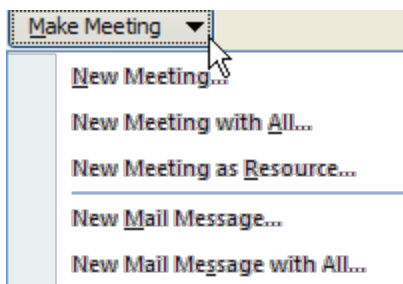 Make Meeting
New Meeting...
New Meeting with All...
New Meeting as Resource...
New Mail Message...
New Mail Message with All...